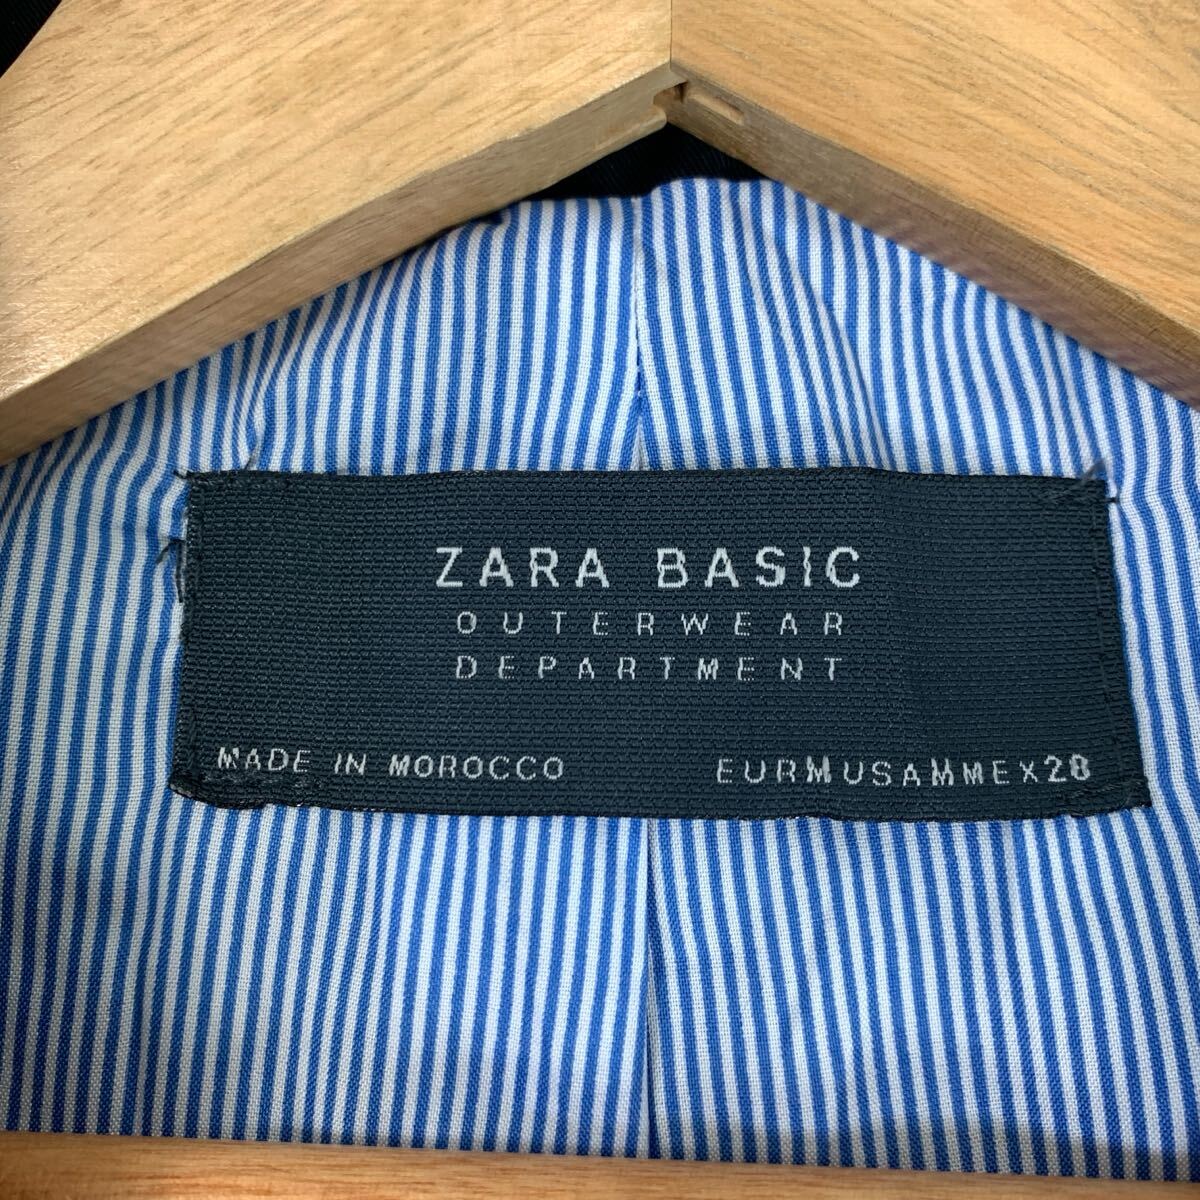 ZARA BASIC
OUTERWEAR
DEPARTMENT
MADE IN MOROCCO
EUR M USA M MEX 28